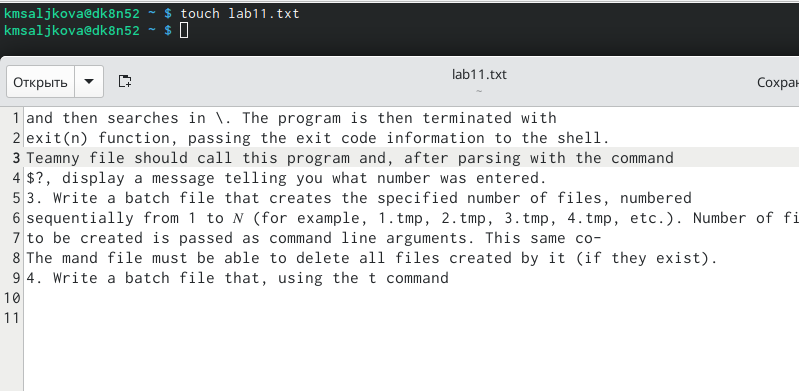 kmsaljkova@dk8n52 ~ $ touch lab11.txt
kmsaljkova@dk8n52 ~ $
Открыть
lab11.txt
~
Сохран
1 and then searches in \. The program is then terminated with
2 exit(n) function, passing the exit code information to the shell.
3 Teamny file should call this program and, after parsing with the command
4 $?, display a message telling you what number was entered.
5 3. Write a batch file that creates the specified number of files, numbered
6 sequentially from 1 to 𝑁 (for example, 1.tmp, 2.tmp, 3.tmp, 4.tmp, etc.). Number of fi
7 to be created is passed as command line arguments. This same co-
8 The mand file must be able to delete all files created by it (if they exist).
9 4. Write a batch file that, using the t command
10
11